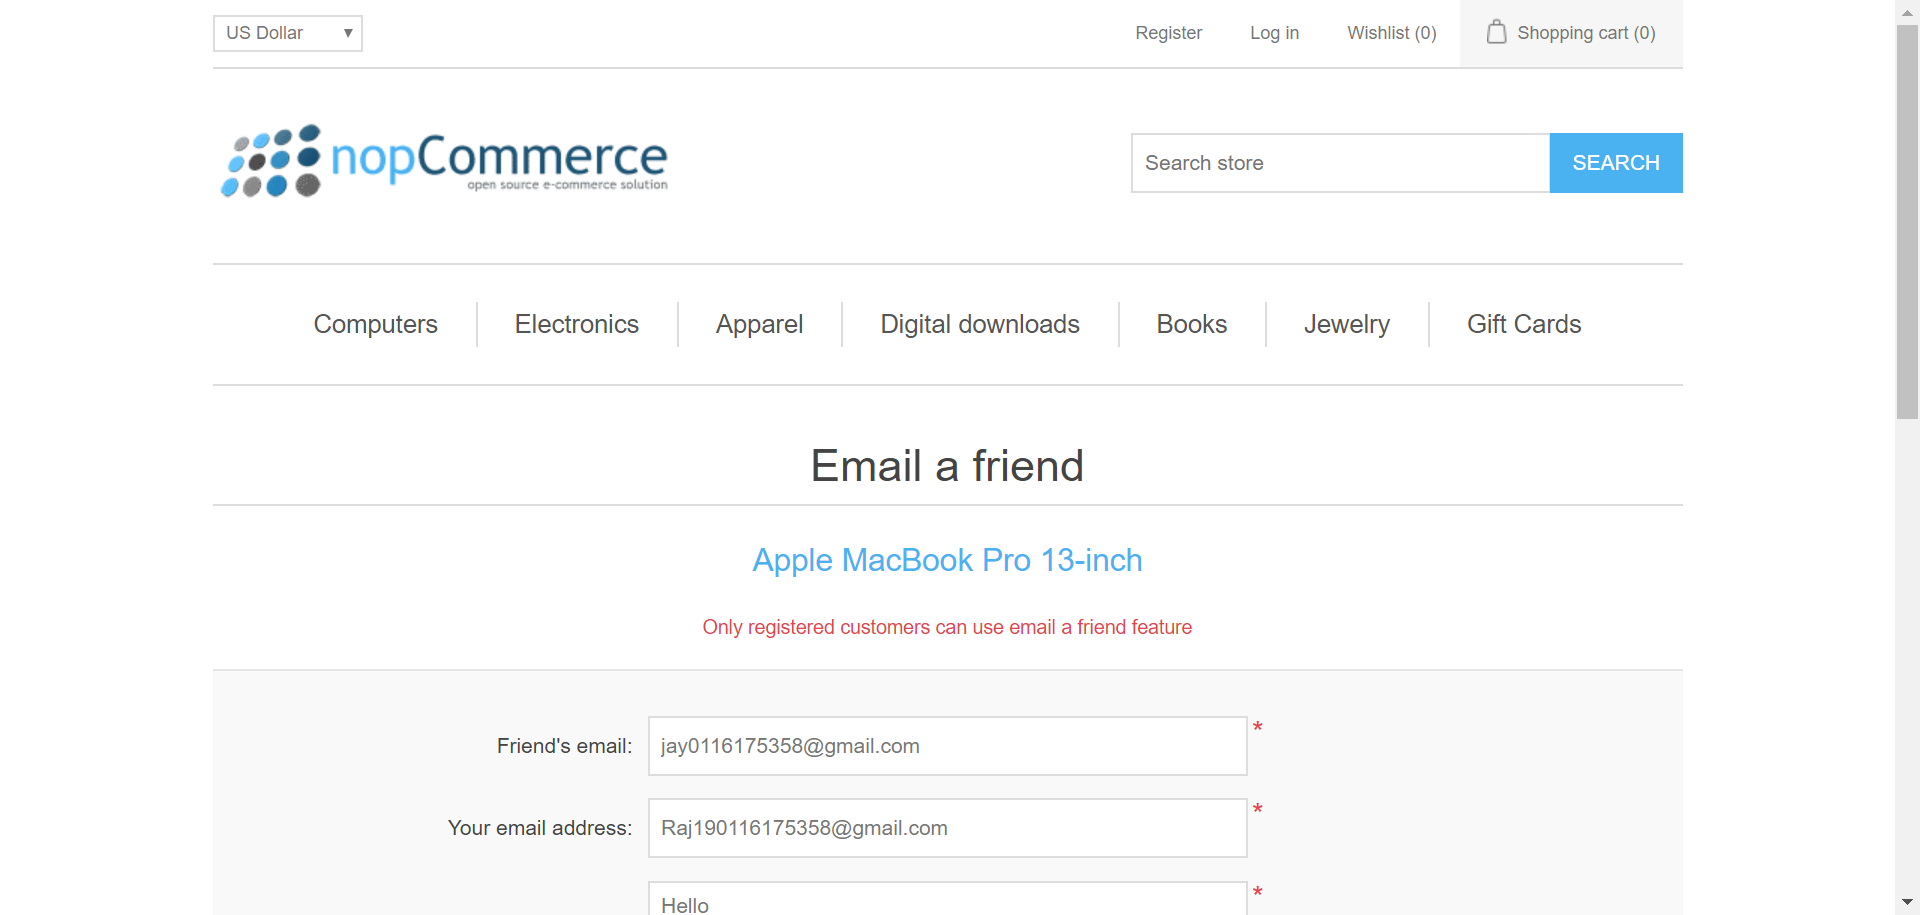 US Dollar
Register
Log in
Wishlist (0)
Shopping cart (0)
nopCommerce
open source e-commerce solution
Search store
SEARCH
Computers
Electronics
Apparel
Digital downloads
Books
Jewelry
Gift Cards
Email a friend
Apple MacBook Pro 13-inch
Only registered customers can use email a friend feature
Friend's email:
jay0116175358@gmail.com
*
Your email address:
Raj190116175358@gmail.com
*
Hello
*